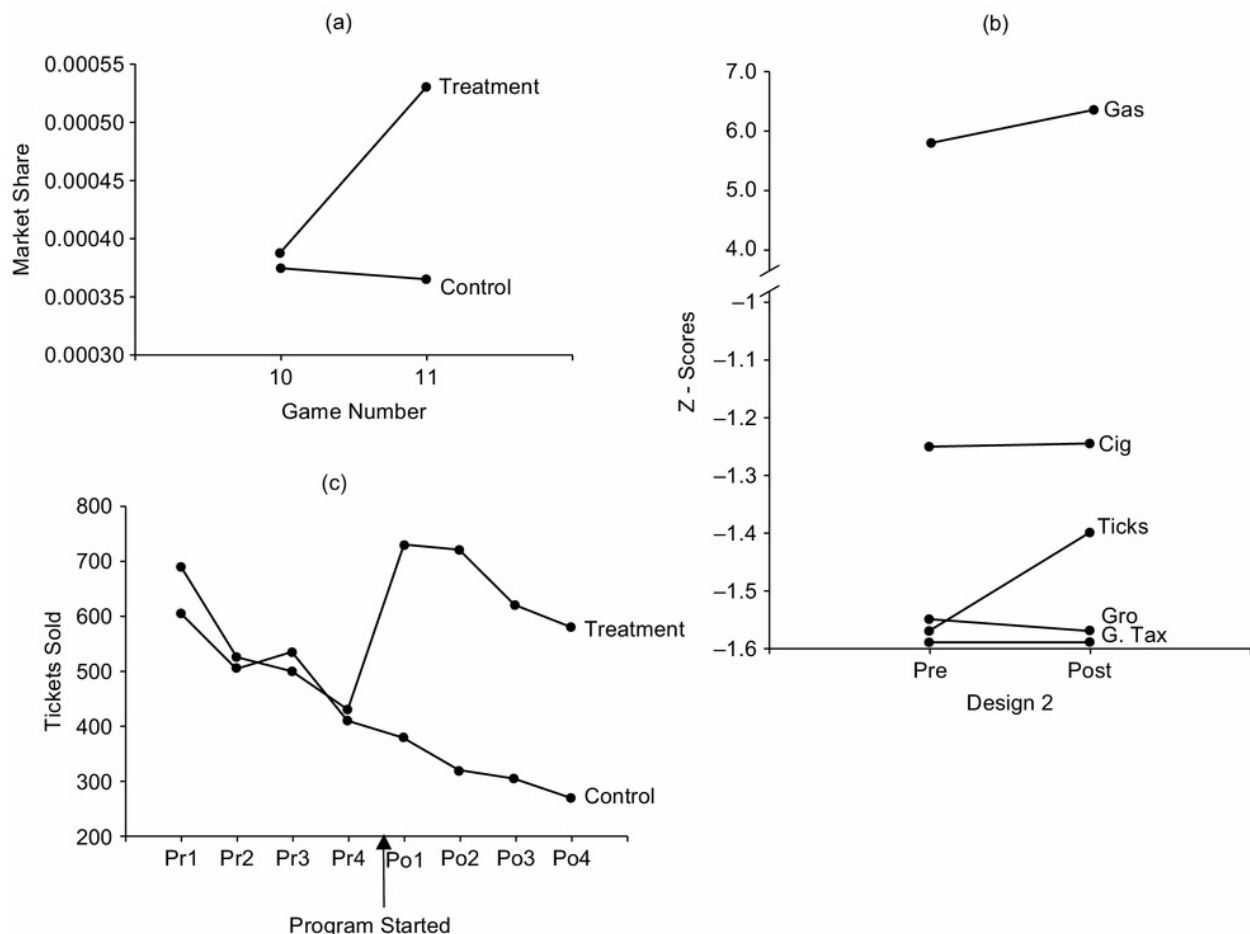 (a)
0.00055
0.00050
0.00045
0.00040
0.00035
0.00030
Market Share
Treatment
Control
10 11
Game Number
(b)
7.0
6.0
5.0
4.0
–1
–1.1
–1.2
–1.3
–1.4
–1.5
–1.6
Z - Scores
Gas
Cig
Ticks
Gro
G. Tax
Pre Post
Design 2
(c)
800
700
600
500
400
300
200
Tickets Sold
Treatment
Control
Pr1 Pr2 Pr3 Pr4 Po1 Po2 Po3 Po4
Program Started